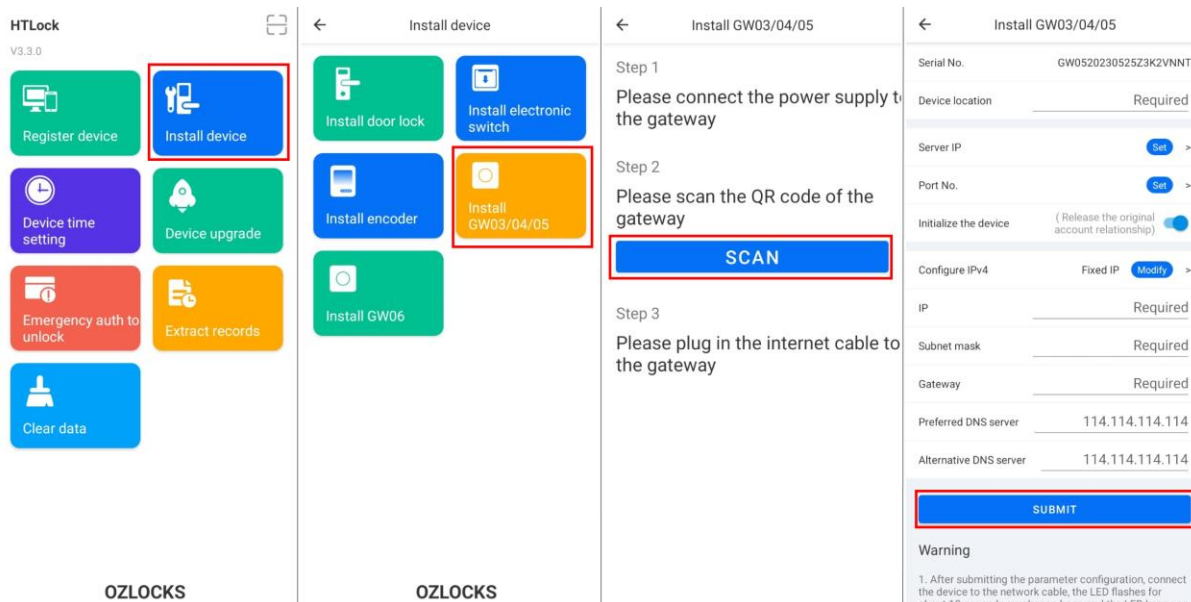 HTLock
V3.3.0
Register device
Install device
Device time
setting
Device upgrade
Emergency auth to
unlock
Extract records
Clear data
OZLOCKS
Install device
Install door lock
Install electronic
switch
Install encoder
Install
GW03/04/05
Install GW06
OZLOCKS
Install GW03/04/05
Step 1
Please connect the power supply to
the gateway
Step 2
Please scan the QR code of the
gateway
SCAN
Step 3
Please plug in the internet cable to
the gateway
Install GW03/04/05
Serial No. GW0520230525Z3K2VNNT
Device location Required
Server IP Set >
Port No. Set >
Initialize the device ( Release the original
account relationship)
Configure IPv4 Fixed IP Modify >
IP Required
Subnet mask Required
Gateway Required
Preferred DNS server 114.114.114.114
Alternative DNS server 114.114.114.114
SUBMIT
Warning
1. After submitting the parameter configuration, connect
the device to the network cable, the LED flashes for